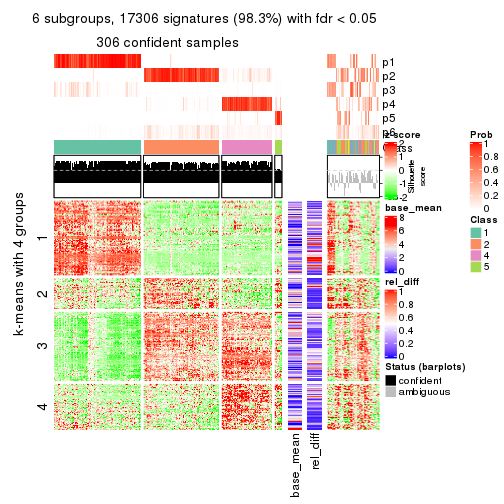 6 subgroups, 17306 signatures (98.3%) with fdr < 0.05
306 confident samples
p1
p2
p3
p4
p5
p6
Class
z-score
2
1
0
-1
-2
Silhouette
score
Prob
1
0.8
0.6
0.4
0.2
0
k-means with 4 groups
1
2
3
4
base_mean
8
6
4
2
0
Class
1
2
4
5
rel_diff
1
0.8
0.6
0.4
0.2
0
Status (barplots)
confident
ambiguous
base_mean
rel_diff